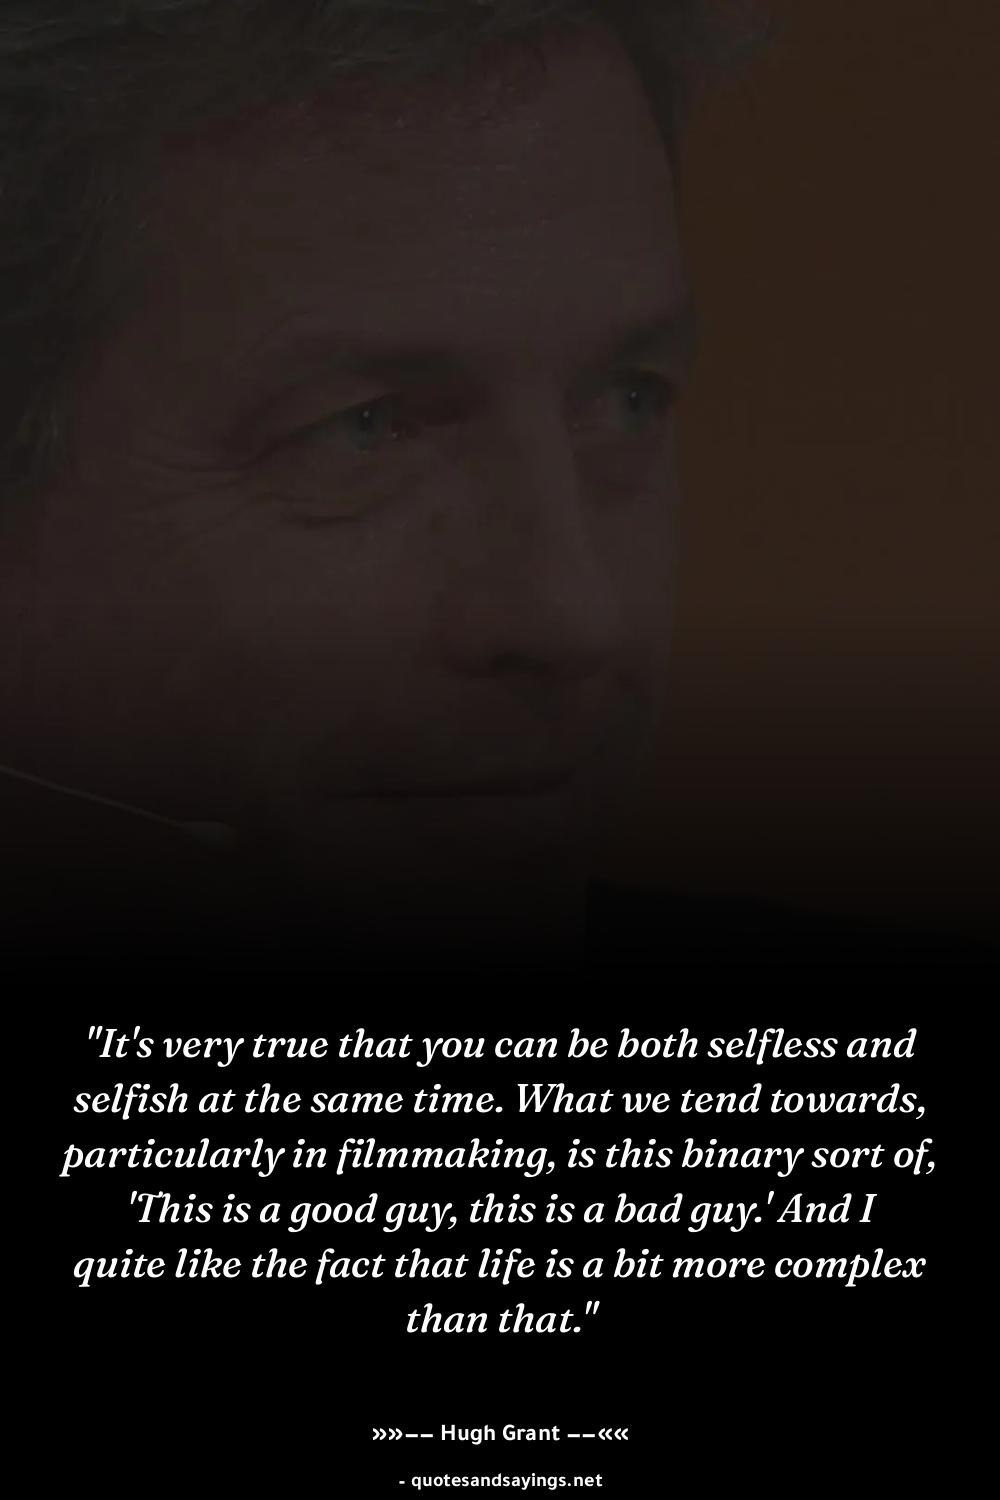 "It's very true that you can be both selfless and
selfish at the same time. What we tend towards,
particularly in filmmaking, is this binary sort of,
'This is a good guy, this is a bad guy.' And I
quite like the fact that life is a bit more complex
than that."
»»–– Hugh Grant ––««
- quotesandsayings.net